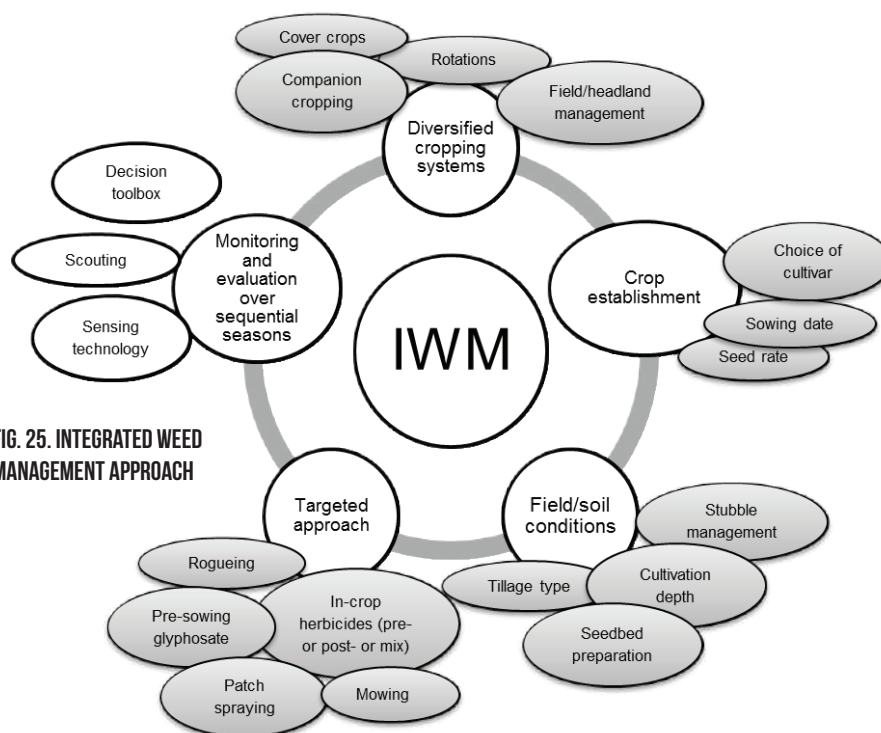 Cover crops
Rotations
Companion
cropping
Field/headland
management
Diversified
cropping
systems
Decision
toolbox
Scouting
Sensing
technology
Monitoring
and
evaluation
over
sequential
seasons
IWM
Crop
establishment
Choice of
cultivar
Sowing date
Seed rate
FIG. 25. INTEGRATED WEED
MANAGEMENT APPROACH
Targeted
approach
Rogueing
Pre-sowing
glyphosate
In-crop
herbicides (pre-
or post- or mix)
Patch
spraying
Mowing
Field/soil
conditions
Stubble
management
Tillage type
Cultivation
depth
Seedbed
preparation